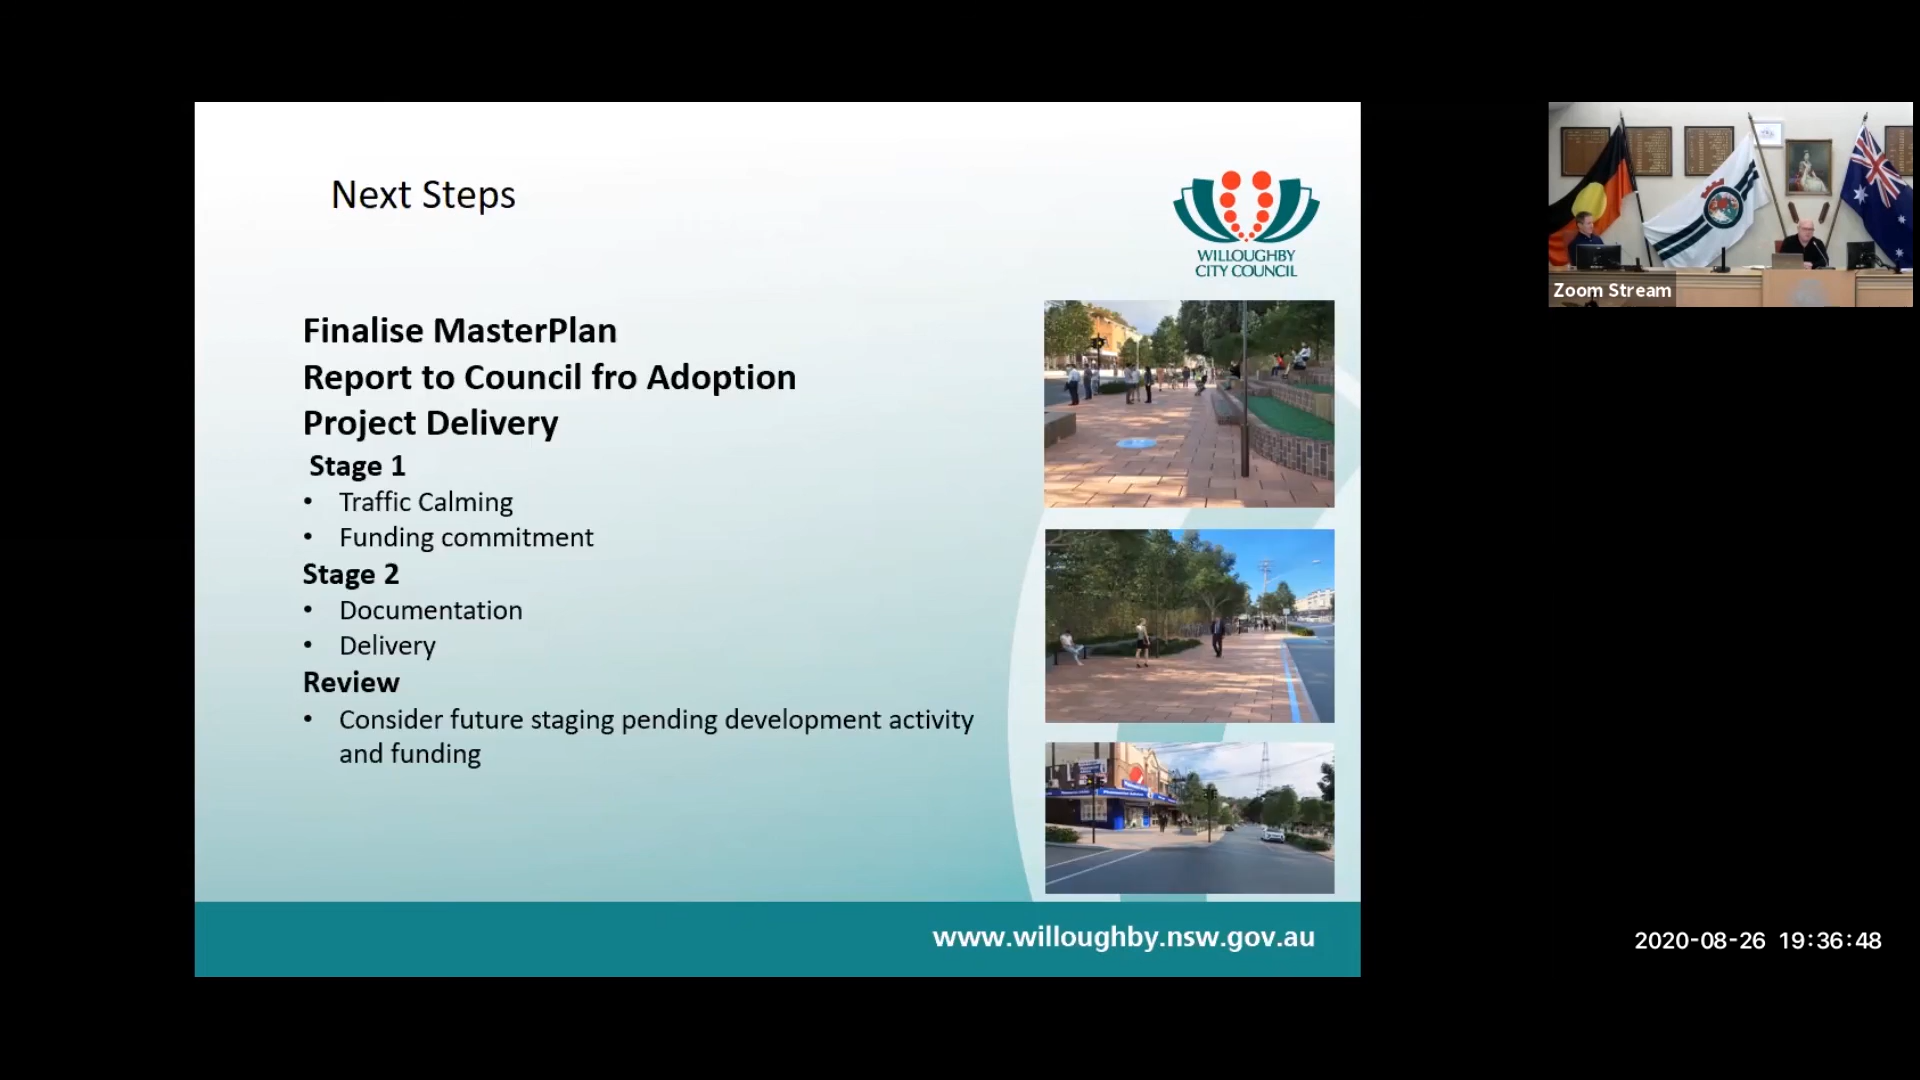 Next Steps
WILLOUGHBY
CITY COUNCIL
Finalise MasterPlan
Report to Council fro Adoption
Project Delivery
Stage 1
• Traffic Calming
• Funding commitment
Stage 2
• Documentation
• Delivery
Review
• Consider future staging pending development activity
and funding
www.willoughby.nsw.gov.au
Zoom Stream
2020-08-26 19:36:48